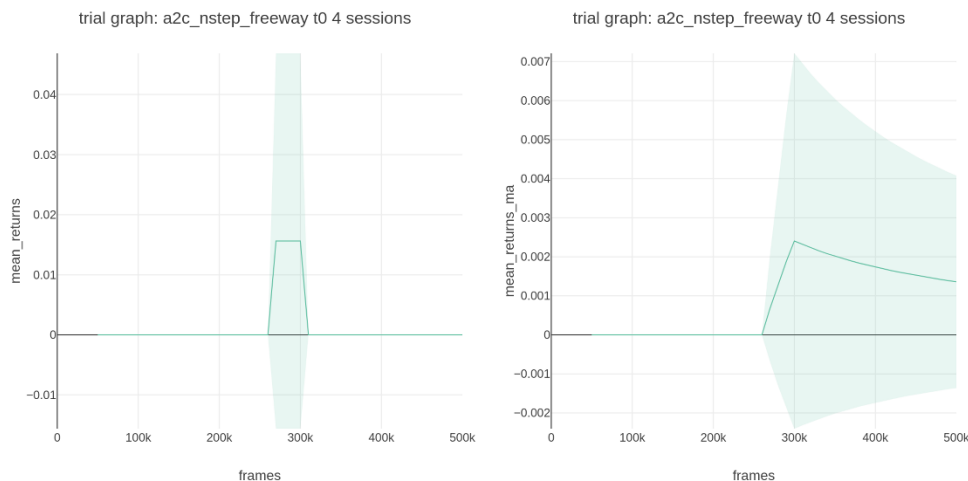 trial graph: a2c_nstep_freeway t0 4 sessions
mean_returns
0.04
0.03
0.02
0.01
0
−0.01
0 100k 200k 300k 400k 500k
frames
trial graph: a2c_nstep_freeway t0 4 sessions
mean_returns_ma
0.007
0.006
0.005
0.004
0.003
0.002
0.001
0
−0.001
−0.002
0 100k 200k 300k 400k 500k
frames